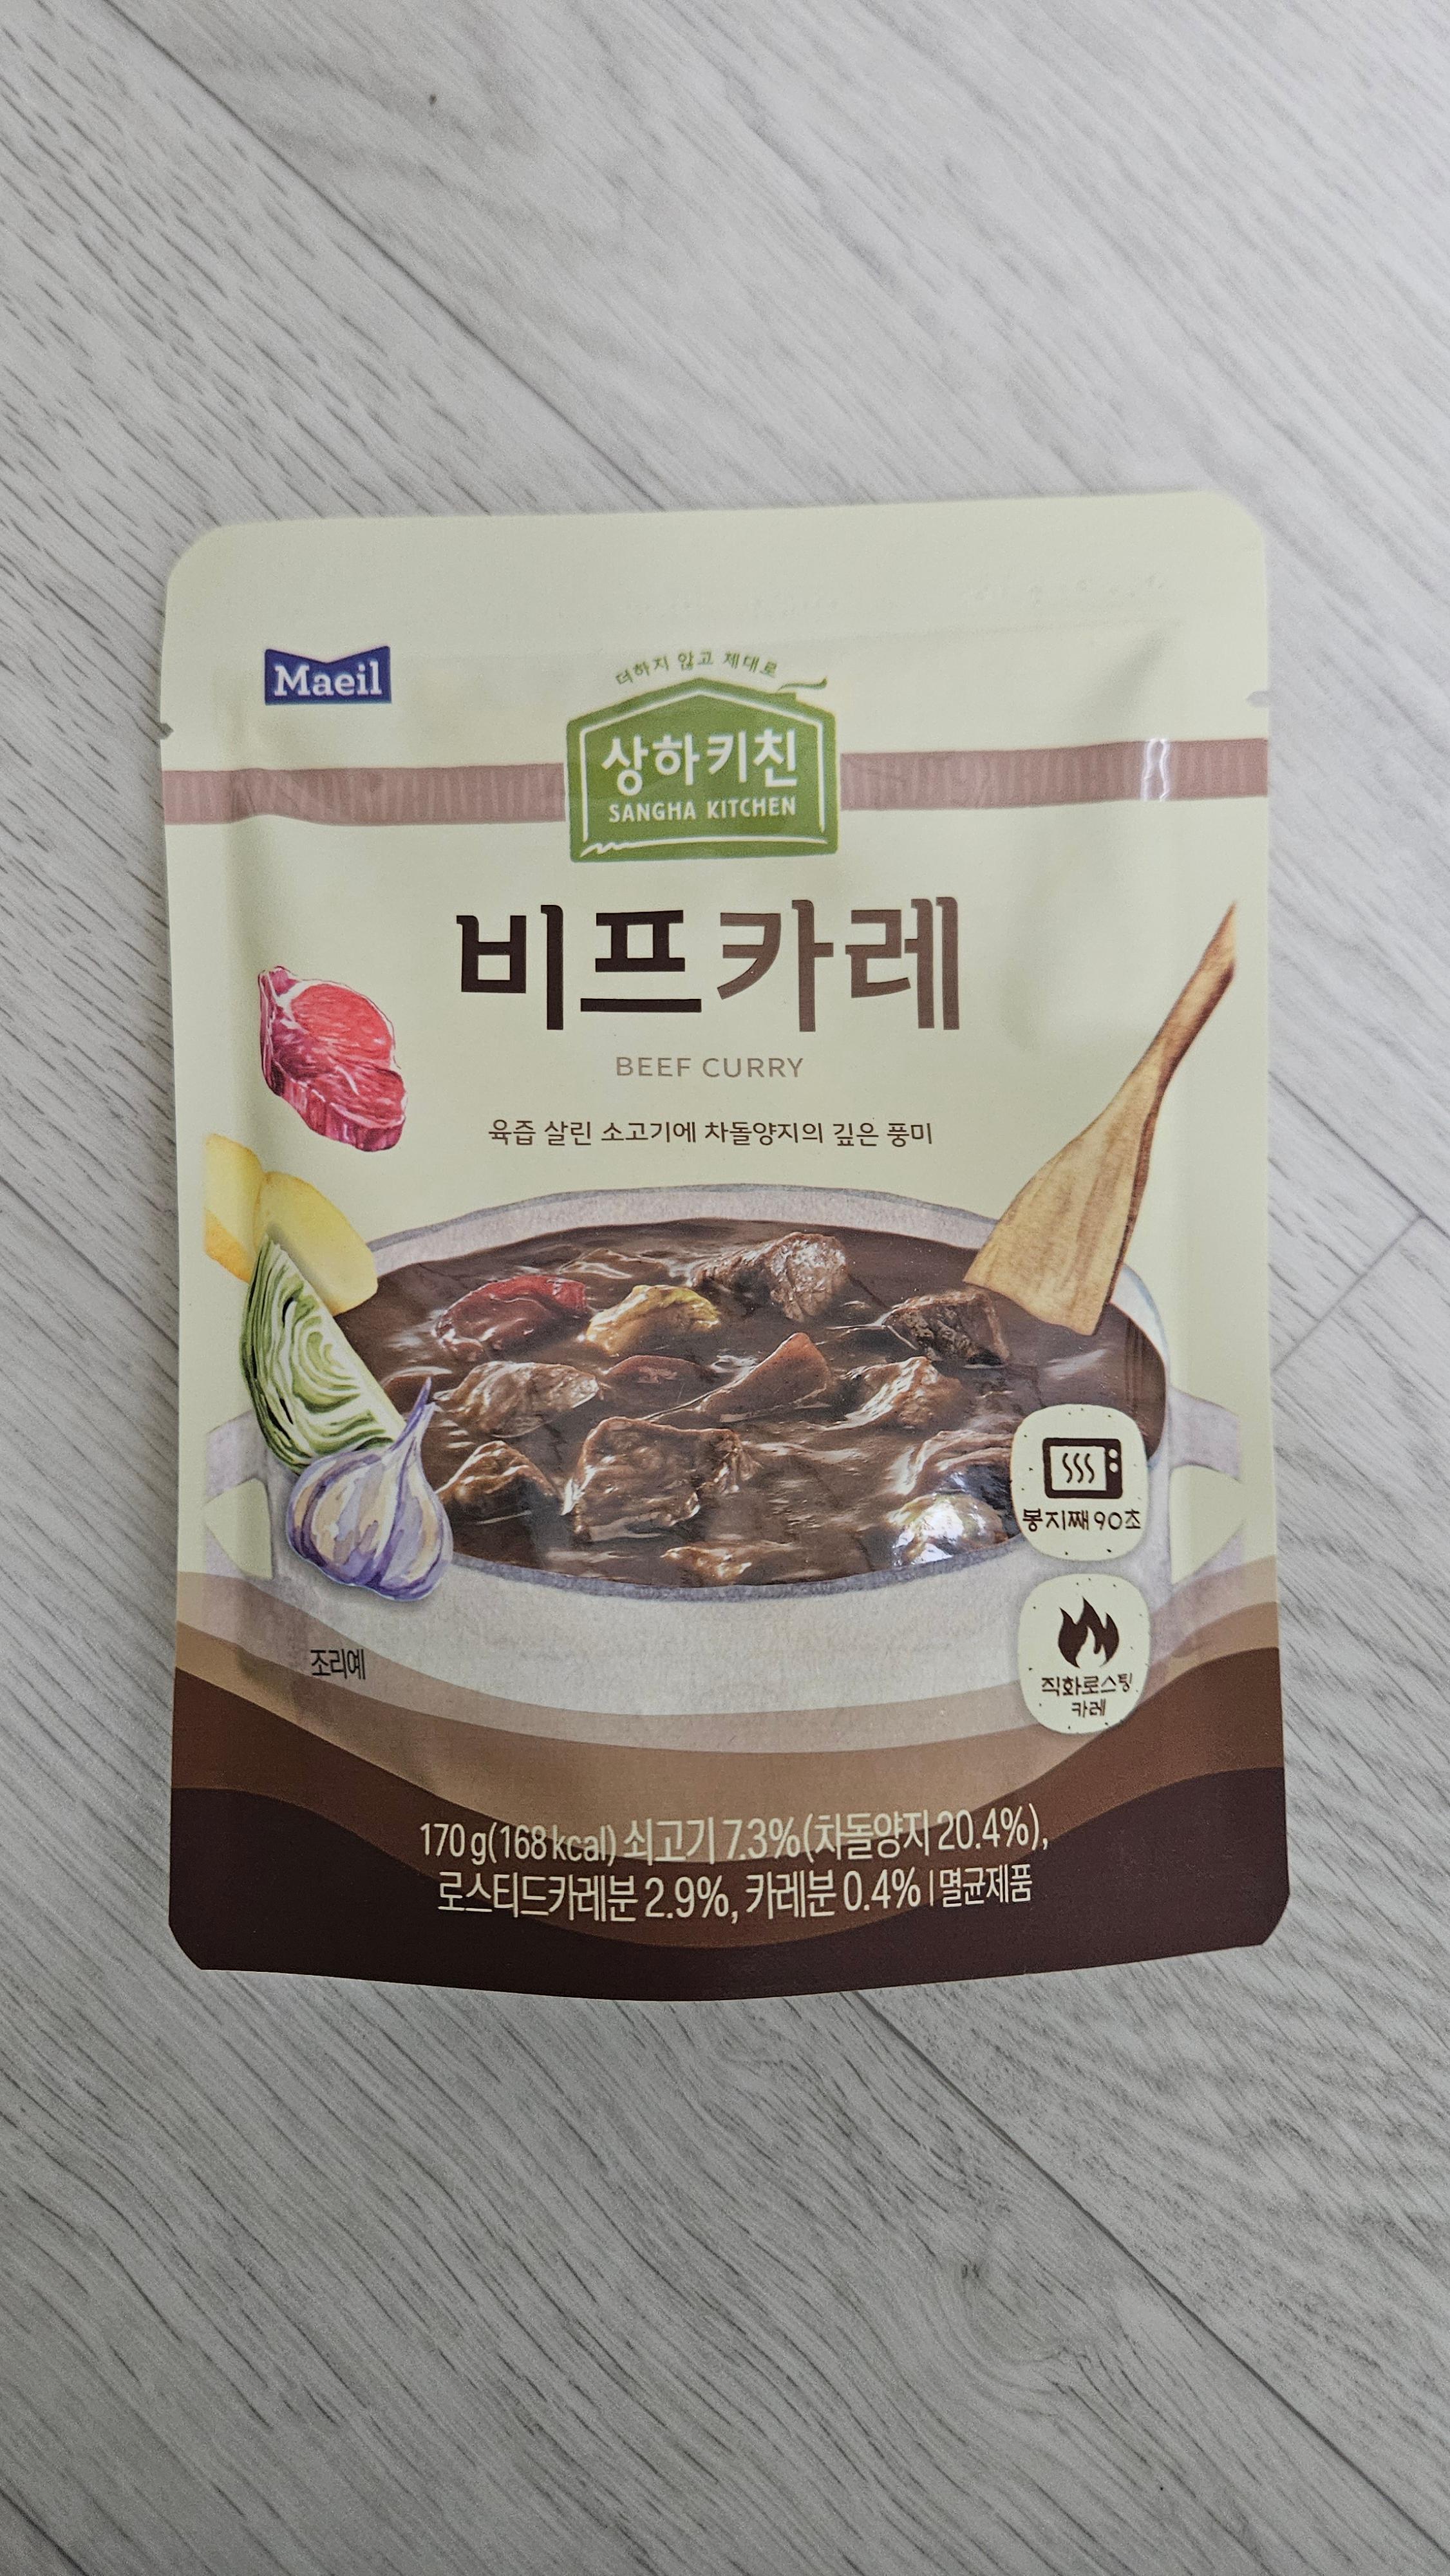 Maeil
더하지 않고 제대로
상하키친
SANGHA KITCHEN
비프카레
BEEF CURRY
육즙 살린 소고기에 차돌양지의 깊은 풍미
봉지째 90초
직화로스팅
카레
조리예
170 g(168 kcal) 쇠고기 7.3%(차돌양지 20.4%),
로스티드카레분 2.9%, 카레분 0.4% | 멸균제품